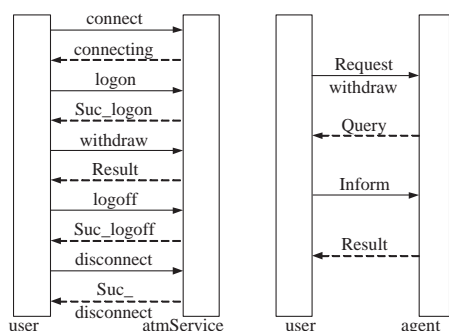 connect
connecting
logon
Suc_logon
withdraw
Result
logoff
Suc_logoff
disconnect
Suc_
disconnect
user
atmService
Request
withdraw
Query
Inform
Result
user
agent